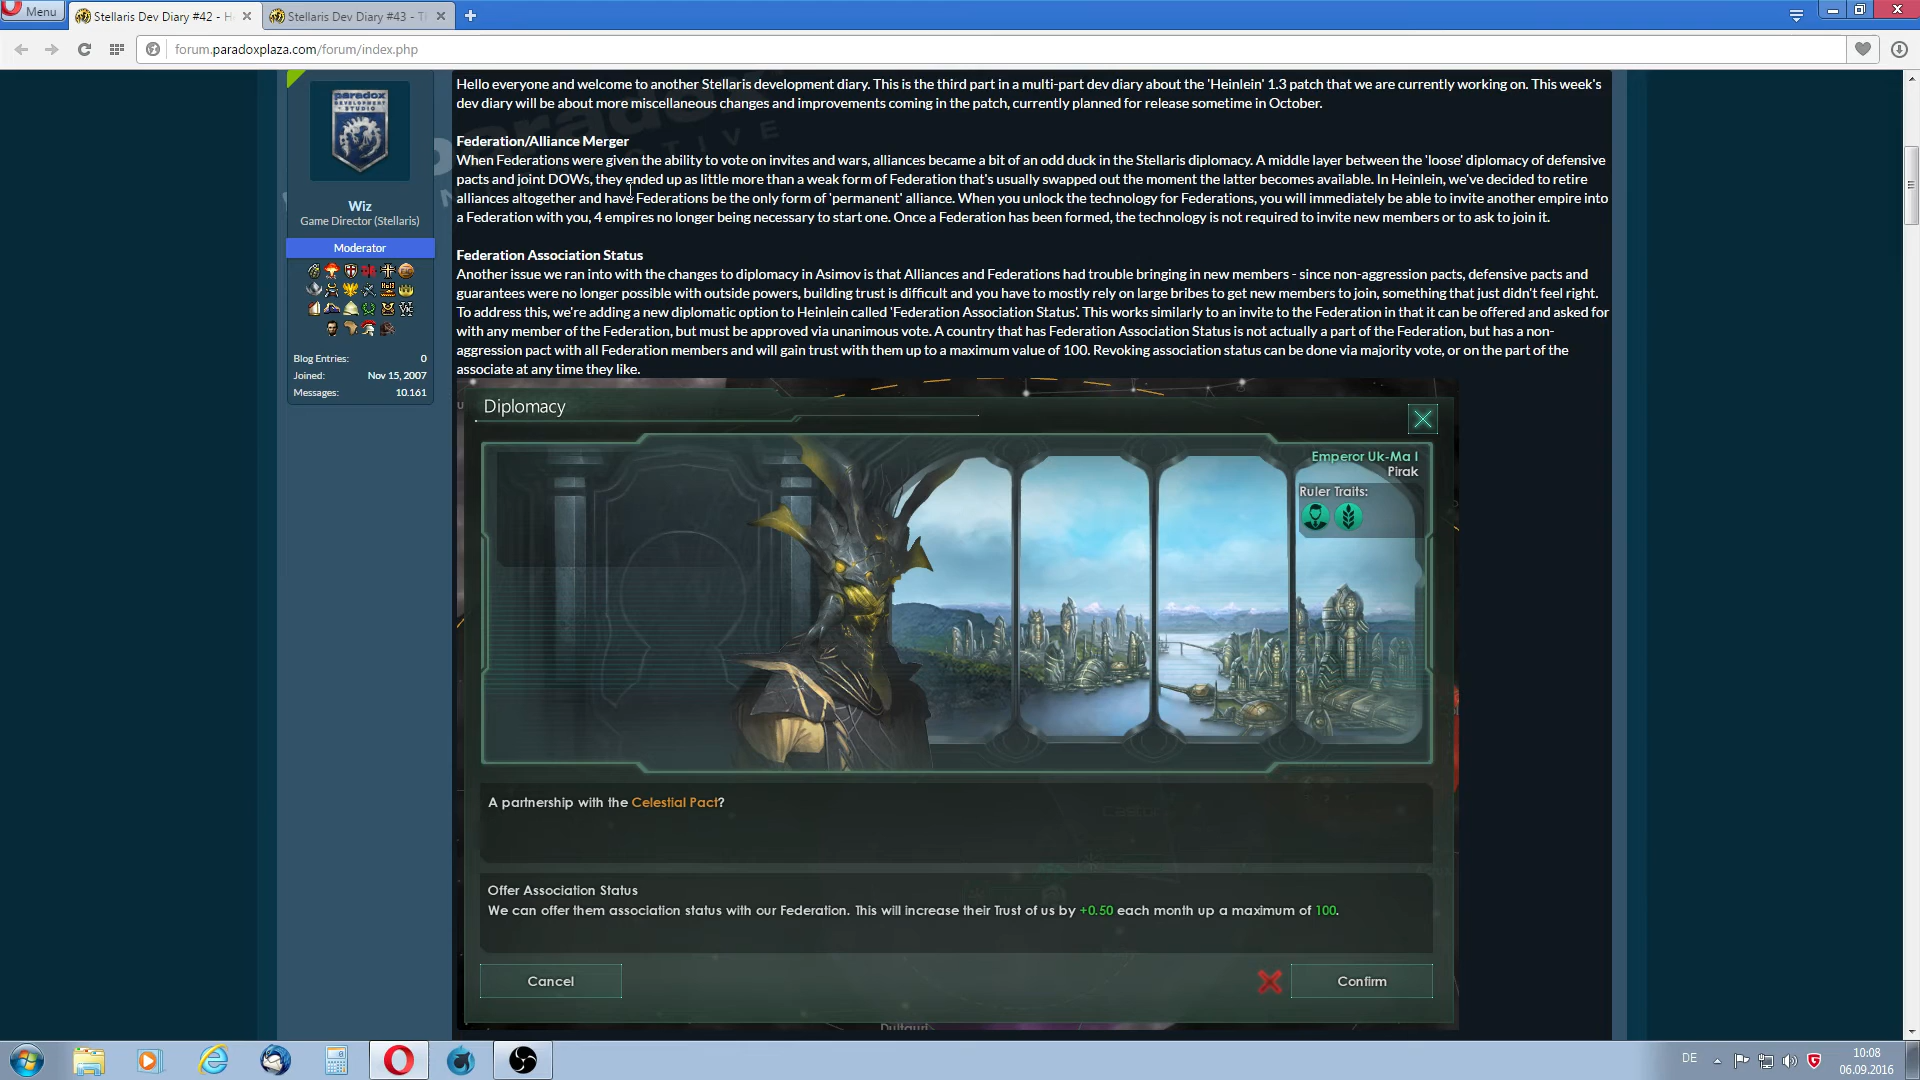 Menu
Stellaris Dev Diary #42 - H
Stellaris Dev Diary #43 - T
forum.paradoxplaza.com/forum/index.php
paradox
DEVELOPMENT
STUDIO
Wiz
Game Director (Stellaris)
Moderator
Blog Entries: 0
Joined: Nov 15, 2007
Messages: 10.161
Hello everyone and welcome to another Stellaris development diary. This is the third part in a multi-part dev diary about the 'Heinlein' 1.3 patch that we are currently working on. This week's
dev diary will be about more miscellaneous changes and improvements coming in the patch, currently planned for release sometime in October.
Federation/Alliance Merger
When Federations were given the ability to vote on invites and wars, alliances became a bit of an odd duck in the Stellaris diplomacy. A middle layer between the 'loose' diplomacy of defensive
pacts and joint DOWs, they ended up as little more than a weak form of Federation that's usually swapped out the moment the latter becomes available. In Heinlein, we've decided to retire
alliances altogether and have Federations be the only form of 'permanent' alliance. When you unlock the technology for Federations, you will immediately be able to invite another empire into
a Federation with you, 4 empires no longer being necessary to start one. Once a Federation has been formed, the technology is not required to invite new members or to ask to join it.
Federation Association Status
Another issue we ran into with the changes to diplomacy in Asimov is that Alliances and Federations had trouble bringing in new members - since non-aggression pacts, defensive pacts and
guarantees were no longer possible with outside powers, building trust is difficult and you have to mostly rely on large bribes to get new members to join, something that just didn't feel right.
To address this, we're adding a new diplomatic option to Heinlein called 'Federation Association Status'. This works similarly to an invite to the Federation in that it can be offered and asked for
with any member of the Federation, but must be approved via unanimous vote. A country that has Federation Association Status is not actually a part of the Federation, but has a non-
aggression pact with all Federation members and will gain trust with them up to a maximum value of 100. Revoking association status can be done via majority vote, or on the part of the
associate at any time they like.
Diplomacy
Emperor Uk-Ma I
Pirak
Ruler Traits:
A partnership with the Celestial Pact?
Offer Association Status
We can offer them association status with our Federation. This will increase their Trust of us by +0.50 each month up a maximum of 100.
Cancel
Confirm
DE
10:08
06.09.2016